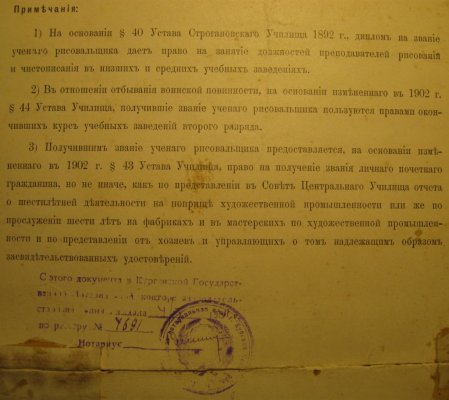 Примѣчанія:
1) На основаніи § 40 Устава Строгановскаго Училища 1892 г., дипломъ на званіе
ученаго рисовальщика даетъ право на занятіе должностей преподавателей рисованія
и чистописанія въ низшихъ и среднихъ учебныхъ заведеніяхъ.
2) Въ отношеніи отбыванія воинской повинности, на основаніи измѣненнаго въ 1902 г.
§ 44 Устава Училища, получившіе званіе ученаго рисовальщика пользуются правами окон-
чившихъ курсъ учебныхъ заведеній второго разряда.
3) Получившимъ званіе ученаго рисовальщика предоставляется, на основаніи измѣ-
неннаго въ 1902 г. § 43 Устава Училища, право на полученіе званія личнаго почетнаго
гражданина, но не иначе, какъ по представленіи въ Совѣтъ Центральнаго Училища отчета
о шестилѣтней дѣятельности на поприщѣ художественной промышленности или же по
прослуженіи шести лѣтъ на фабрикахъ и въ мастерскихъ по художественной промышлен-
ности и по представленіи отъ хозяевъ и управляющихъ о томъ надлежащимъ образомъ
засвидѣтельствованныхъ удостовѣреній.
С этого документа в Государст-
конторе
по реестру № 4691
Нотариус